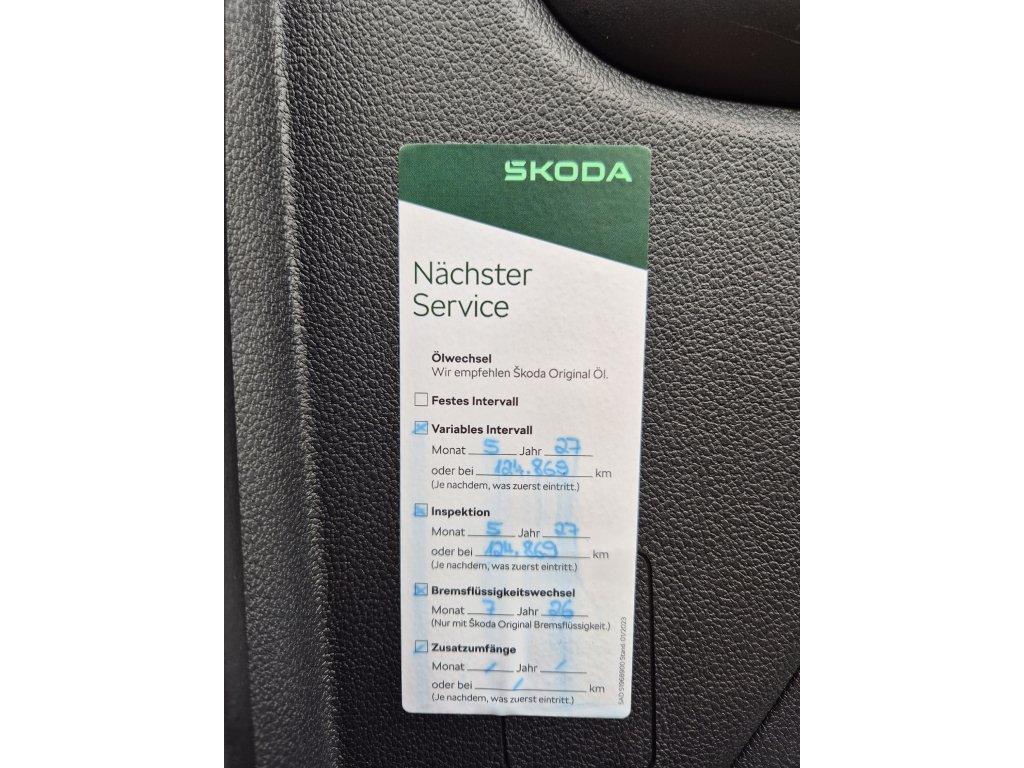 ŠKODA
Nächster
Service
Ölwechsel
Wir empfehlen Škoda Original Öl.
Festes Intervall
Variables Intervall
Monat 5 Jahr 27
oder bei 124.869 km
(Je nachdem, was zuerst eintritt.)
Inspektion
Monat 5 Jahr 27
oder bei 124.869 km
(Je nachdem, was zuerst eintritt.)
Bremsflüssigkeitswechsel
Monat 7 Jahr 26
(Nur mit Škoda Original Bremsflüssigkeit.)
Zusatzumfänge
Monat / Jahr /
oder bei / km
(Je nachdem, was zuerst eintritt.)
Stand: 01/2023